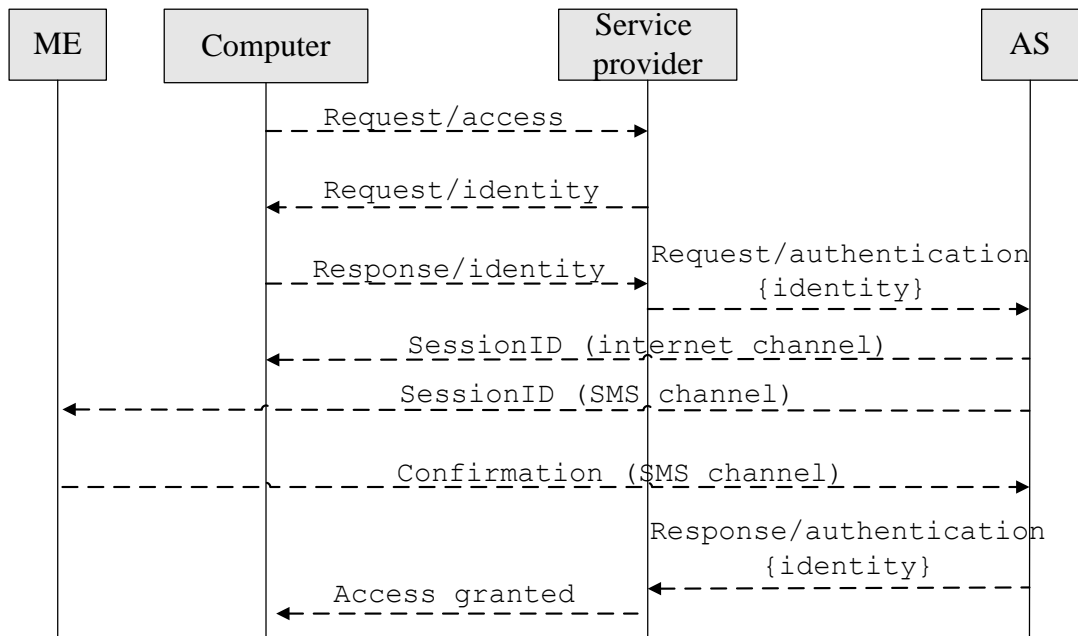 ME
Computer
Service
provider
AS
Request/access
Request/identity
Response/identity
Request/authentication
{identity}
SessionID (internet channel)
SessionID (SMS channel)
Confirmation (SMS channel)
Response/authentication
{identity}
Access granted